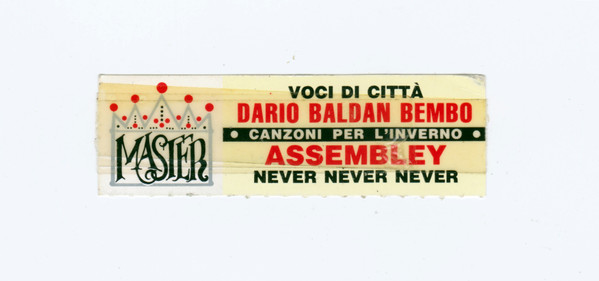 MASTER
VOCI DI CITTÀ
DARIO BALDAN BEMBO
• CANZONI PER L'INVERNO •
ASSEMBLEY
NEVER NEVER NEVER